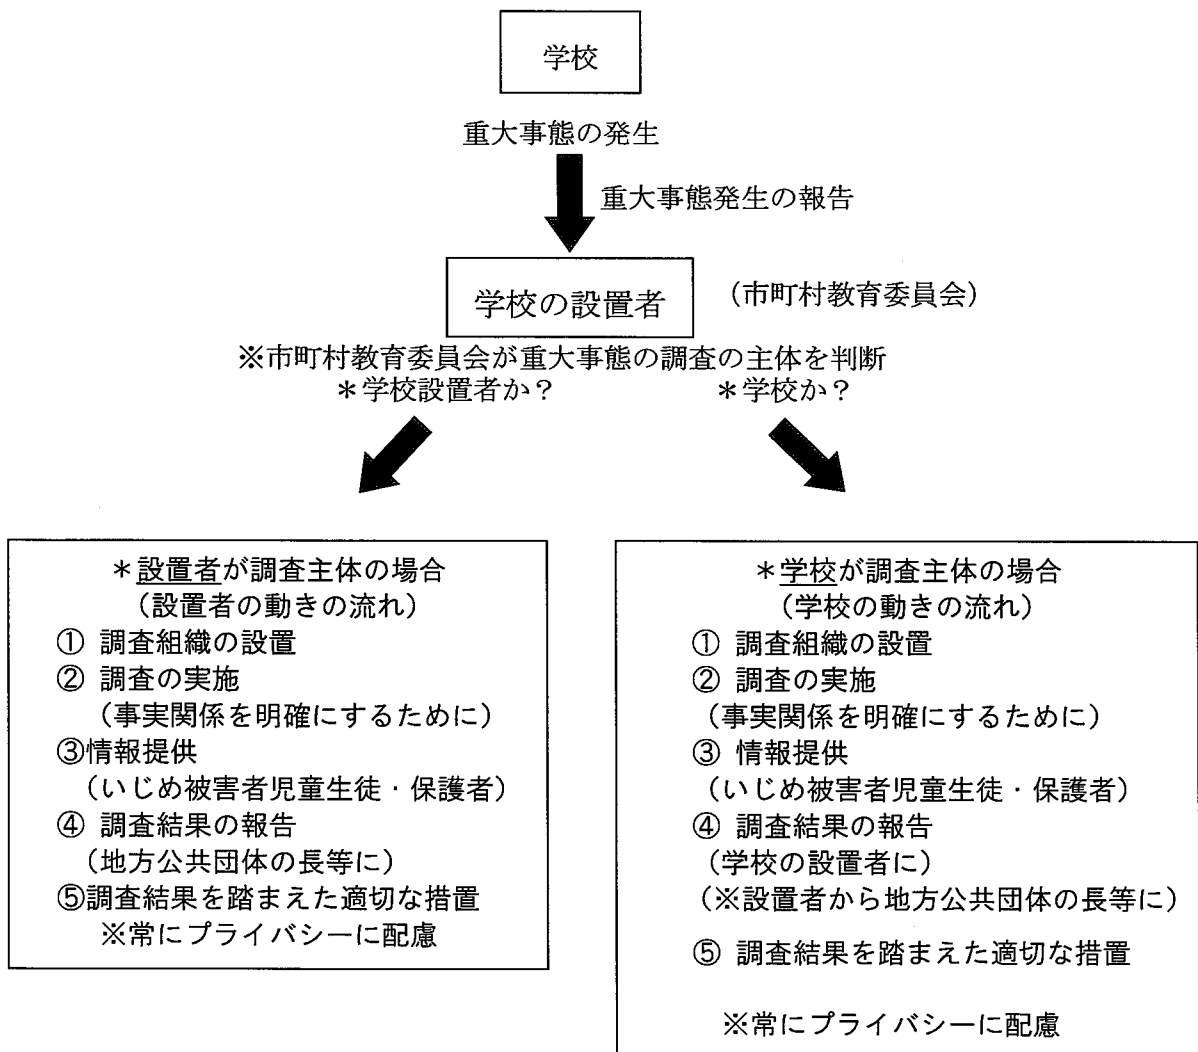 学校
重大事態の発生
重大事態発生の報告
学校の設置者
（市町村教育委員会）
※市町村教育委員会が重大事態の調査の主体を判断
＊学校設置者か？
＊学校か？
＊設置者が調査主体の場合
（設置者の動きの流れ）
① 調査組織の設置
② 調査の実施
（事実関係を明確にするために）
③情報提供
（いじめ被害者児童生徒・保護者）
④ 調査結果の報告
（地方公共団体の長等に）
⑤調査結果を踏まえた適切な措置
※常にプライバシーに配慮
＊学校が調査主体の場合
（学校の動きの流れ）
① 調査組織の設置
② 調査の実施
（事実関係を明確にするために）
③ 情報提供
（いじめ被害者児童生徒・保護者）
④ 調査結果の報告
（学校の設置者に）
（※設置者から地方公共団体の長等に）
⑤ 調査結果を踏まえた適切な措置
※常にプライバシーに配慮